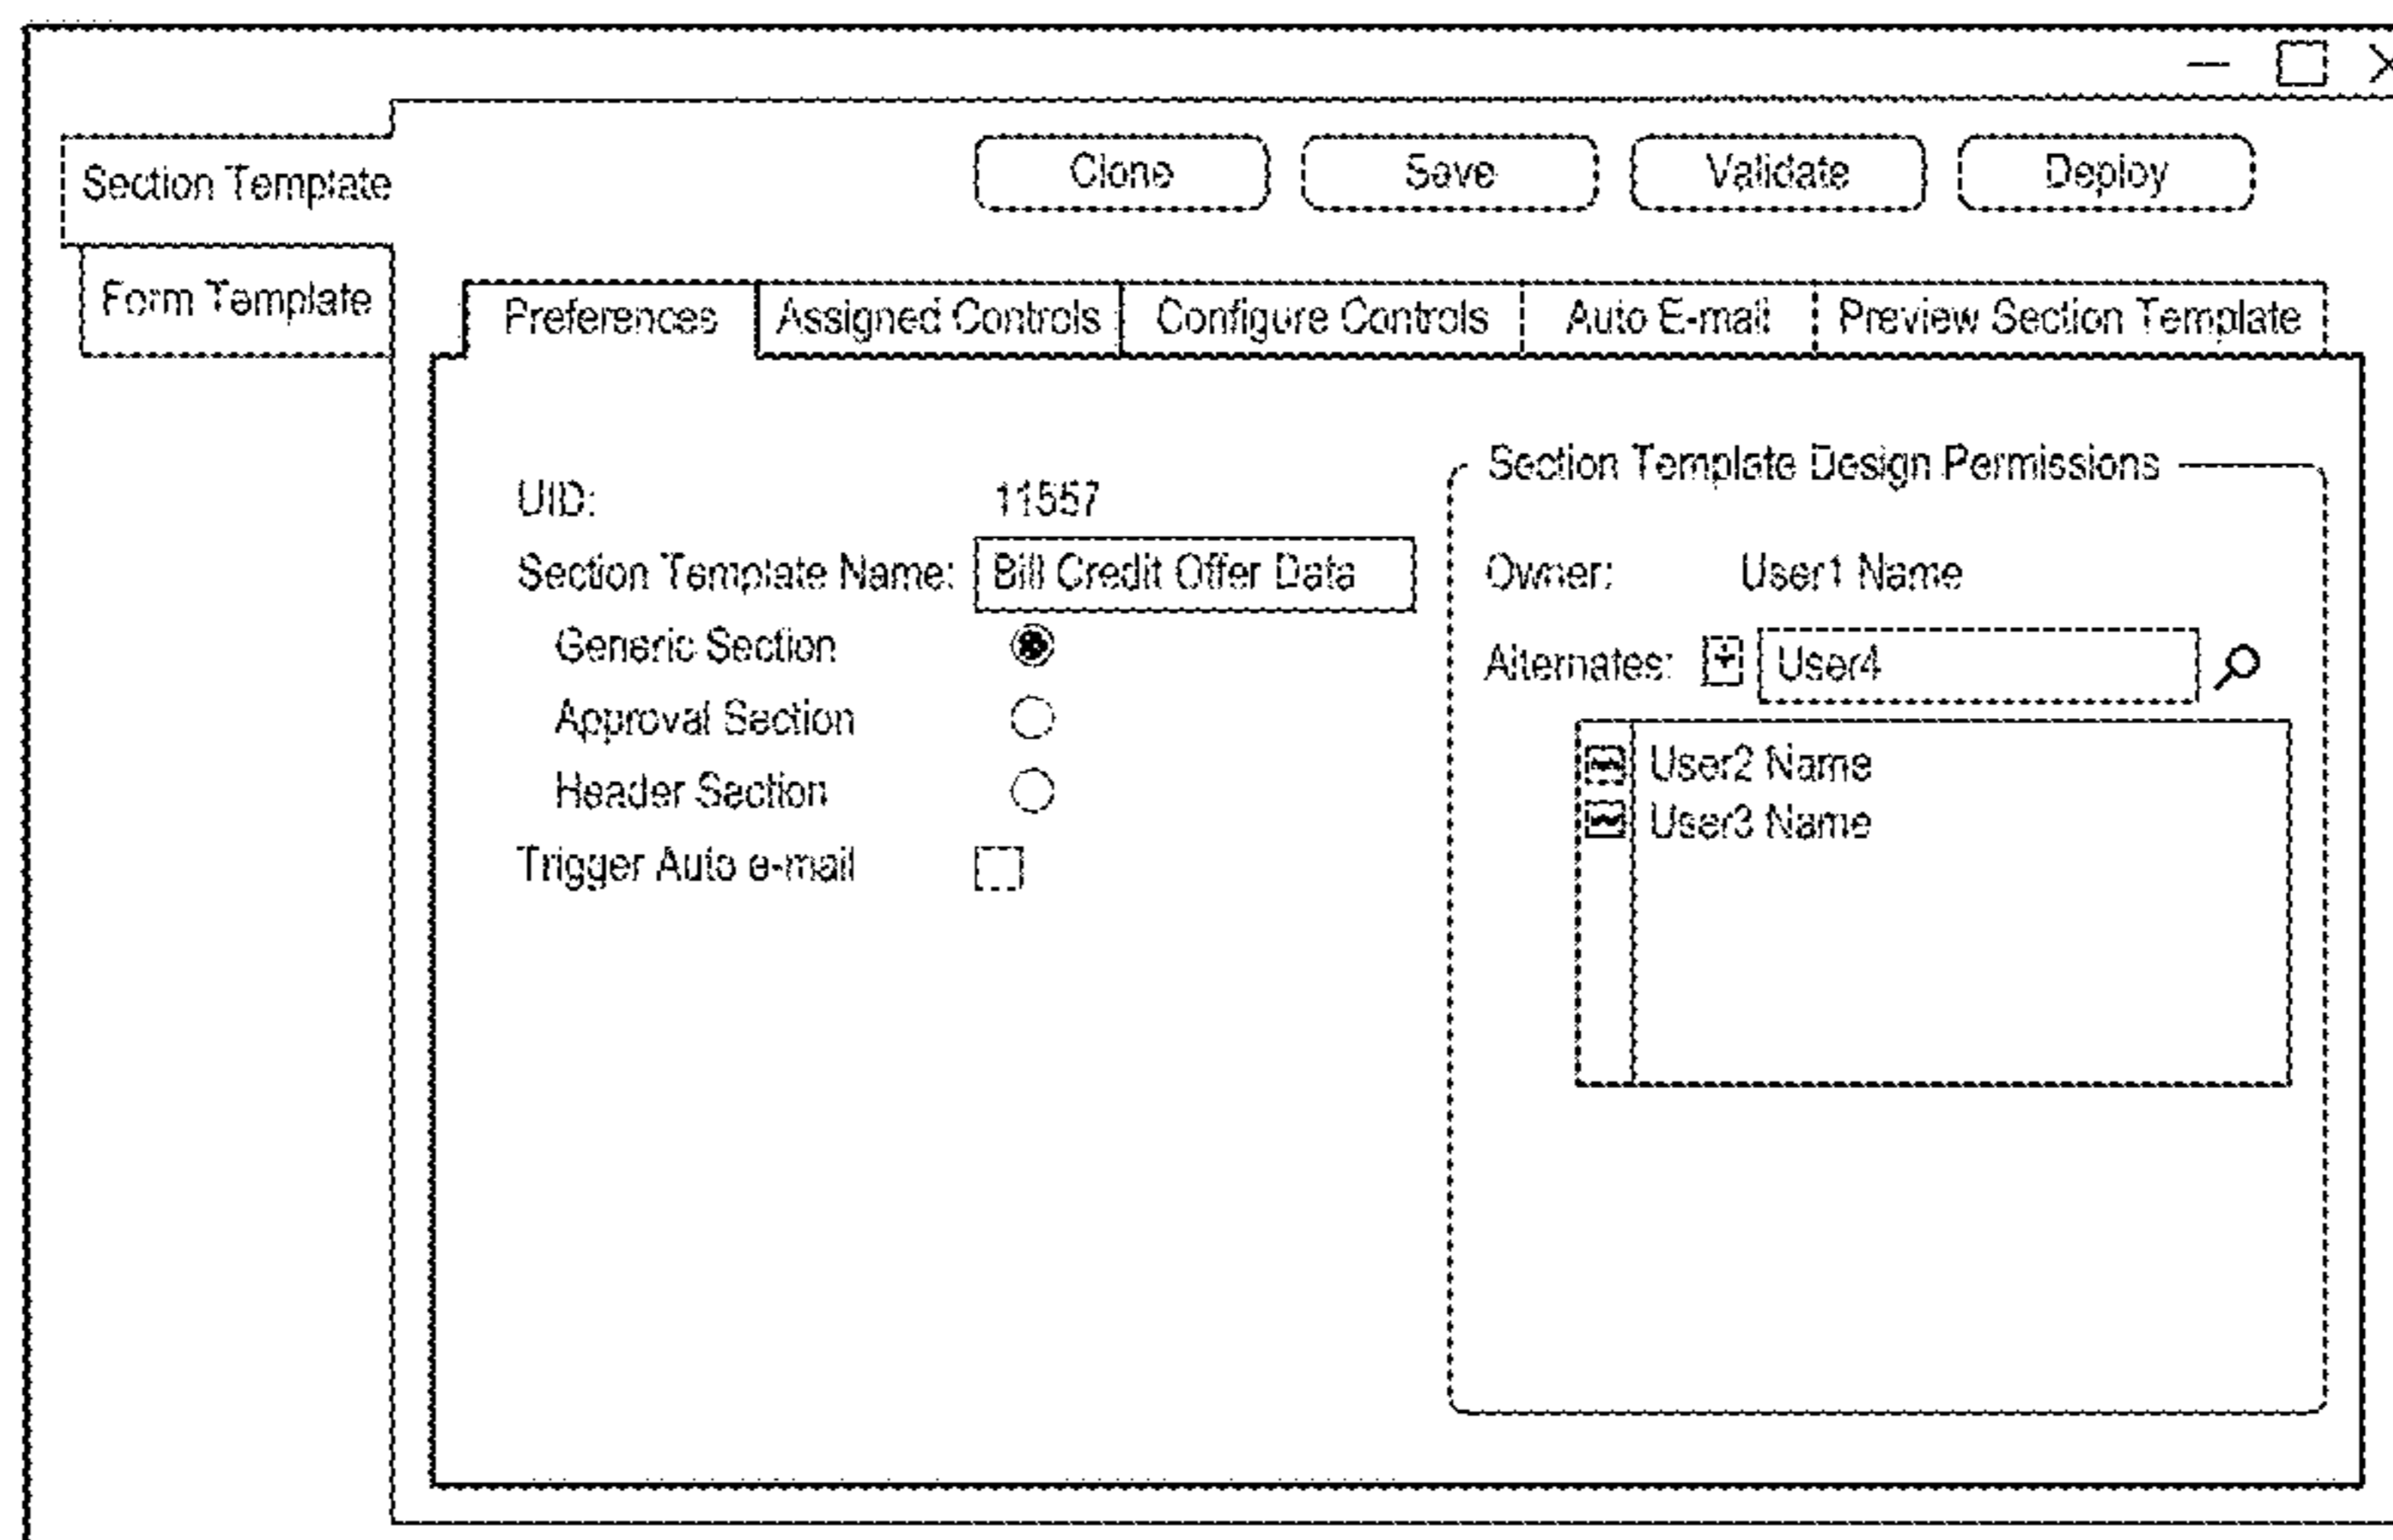 Section Template
Clone Save Validate Deploy
Form Template
Preferences Assigned Controls Configure Controls Auto E-mail Preview Section Template
Section Template Design Permissions
UID: 11557
Section Template Name: Bill Credit Offer Data
Owner: User1 Name
Generic Section
Alternates: + User4
Approval Section
User2 Name
Header Section
User3 Name
Trigger Auto e-mail